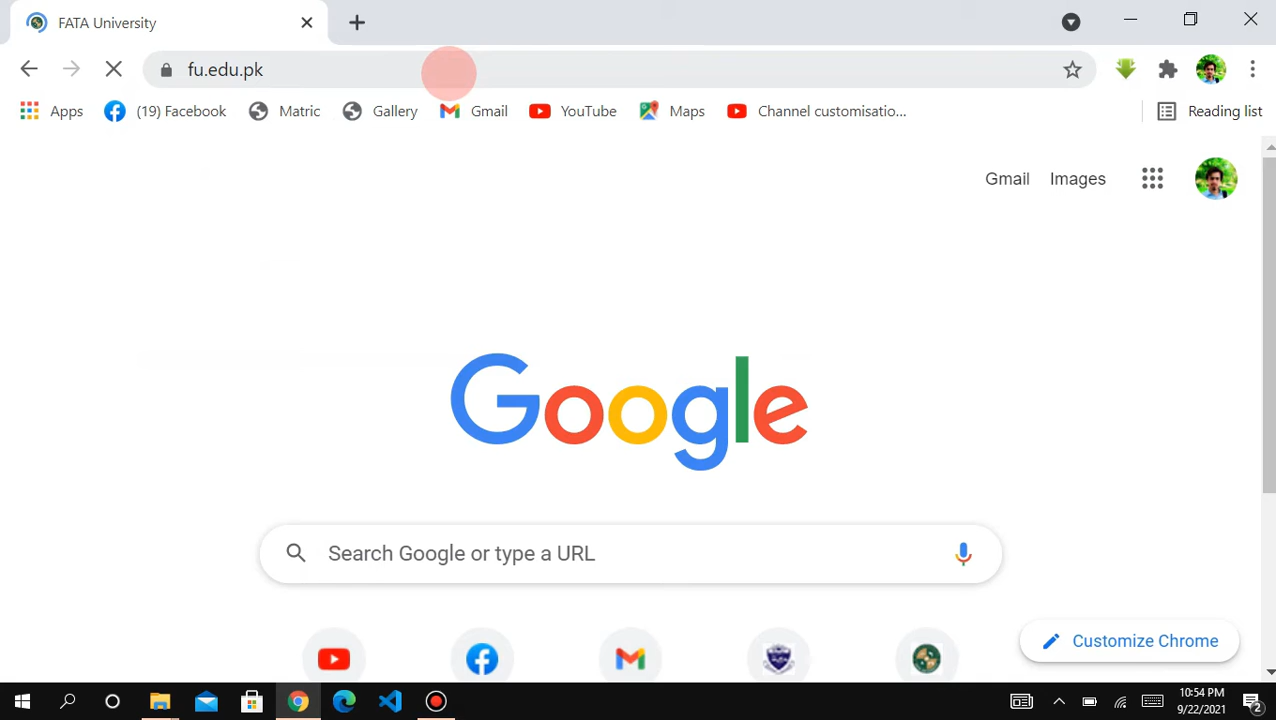 FATA University
fu.edu.pk
Apps (19) Facebook Matric Gallery Gmail YouTube Maps Channel customisatio... Reading list
Gmail Images
Google
Search Google or type a URL
Customize Chrome
10:54 PM
9/22/2021
2